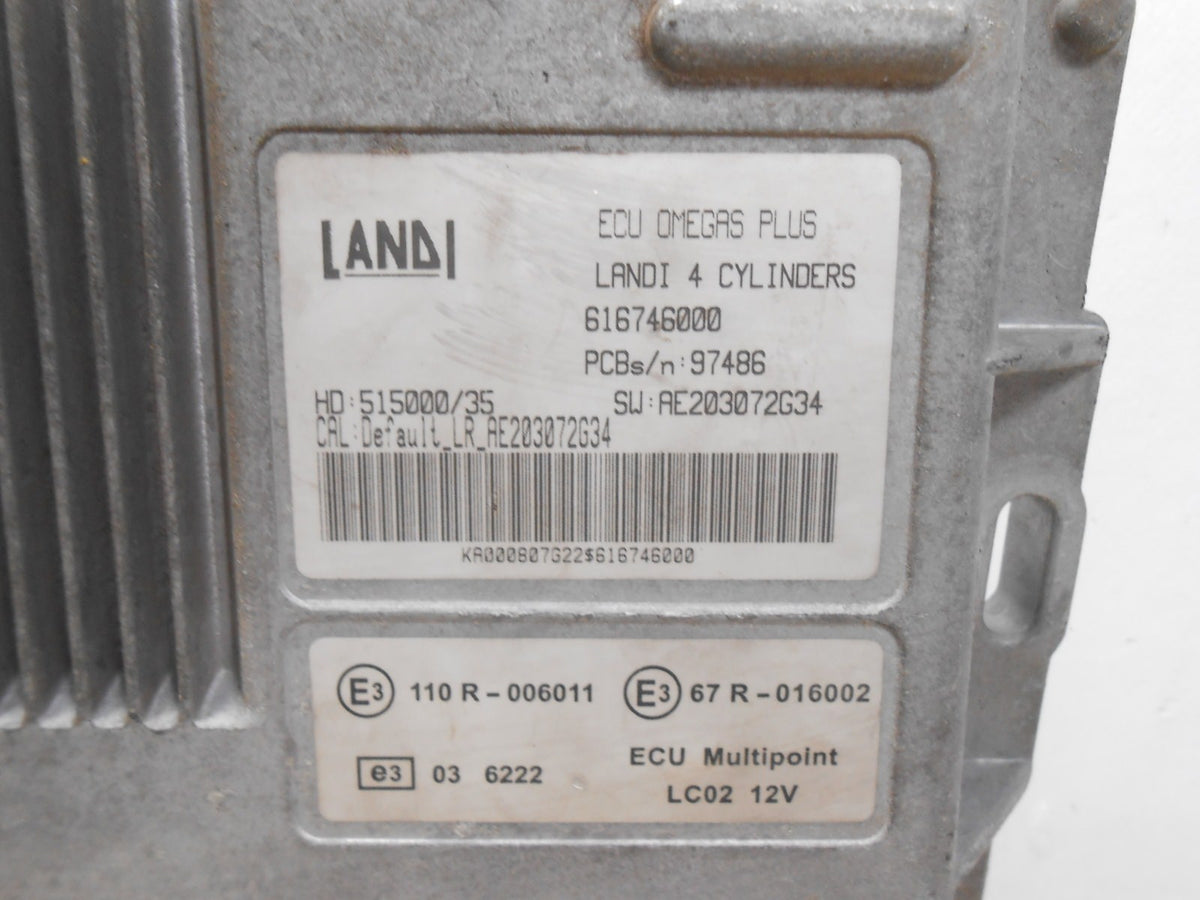 LANDI
ECU OMEGAS PLUS
LANDI 4 CYLINDERS
616746000
PCBs/n:97486
HD:515000/35 SW:AE203072G34
CAL:Default_LR_AE203072G34
KA000807G22$616746000
E3 110 R-006011 E3 67 R-016002
e3 03 6222
ECU Multipoint
LC02 12V